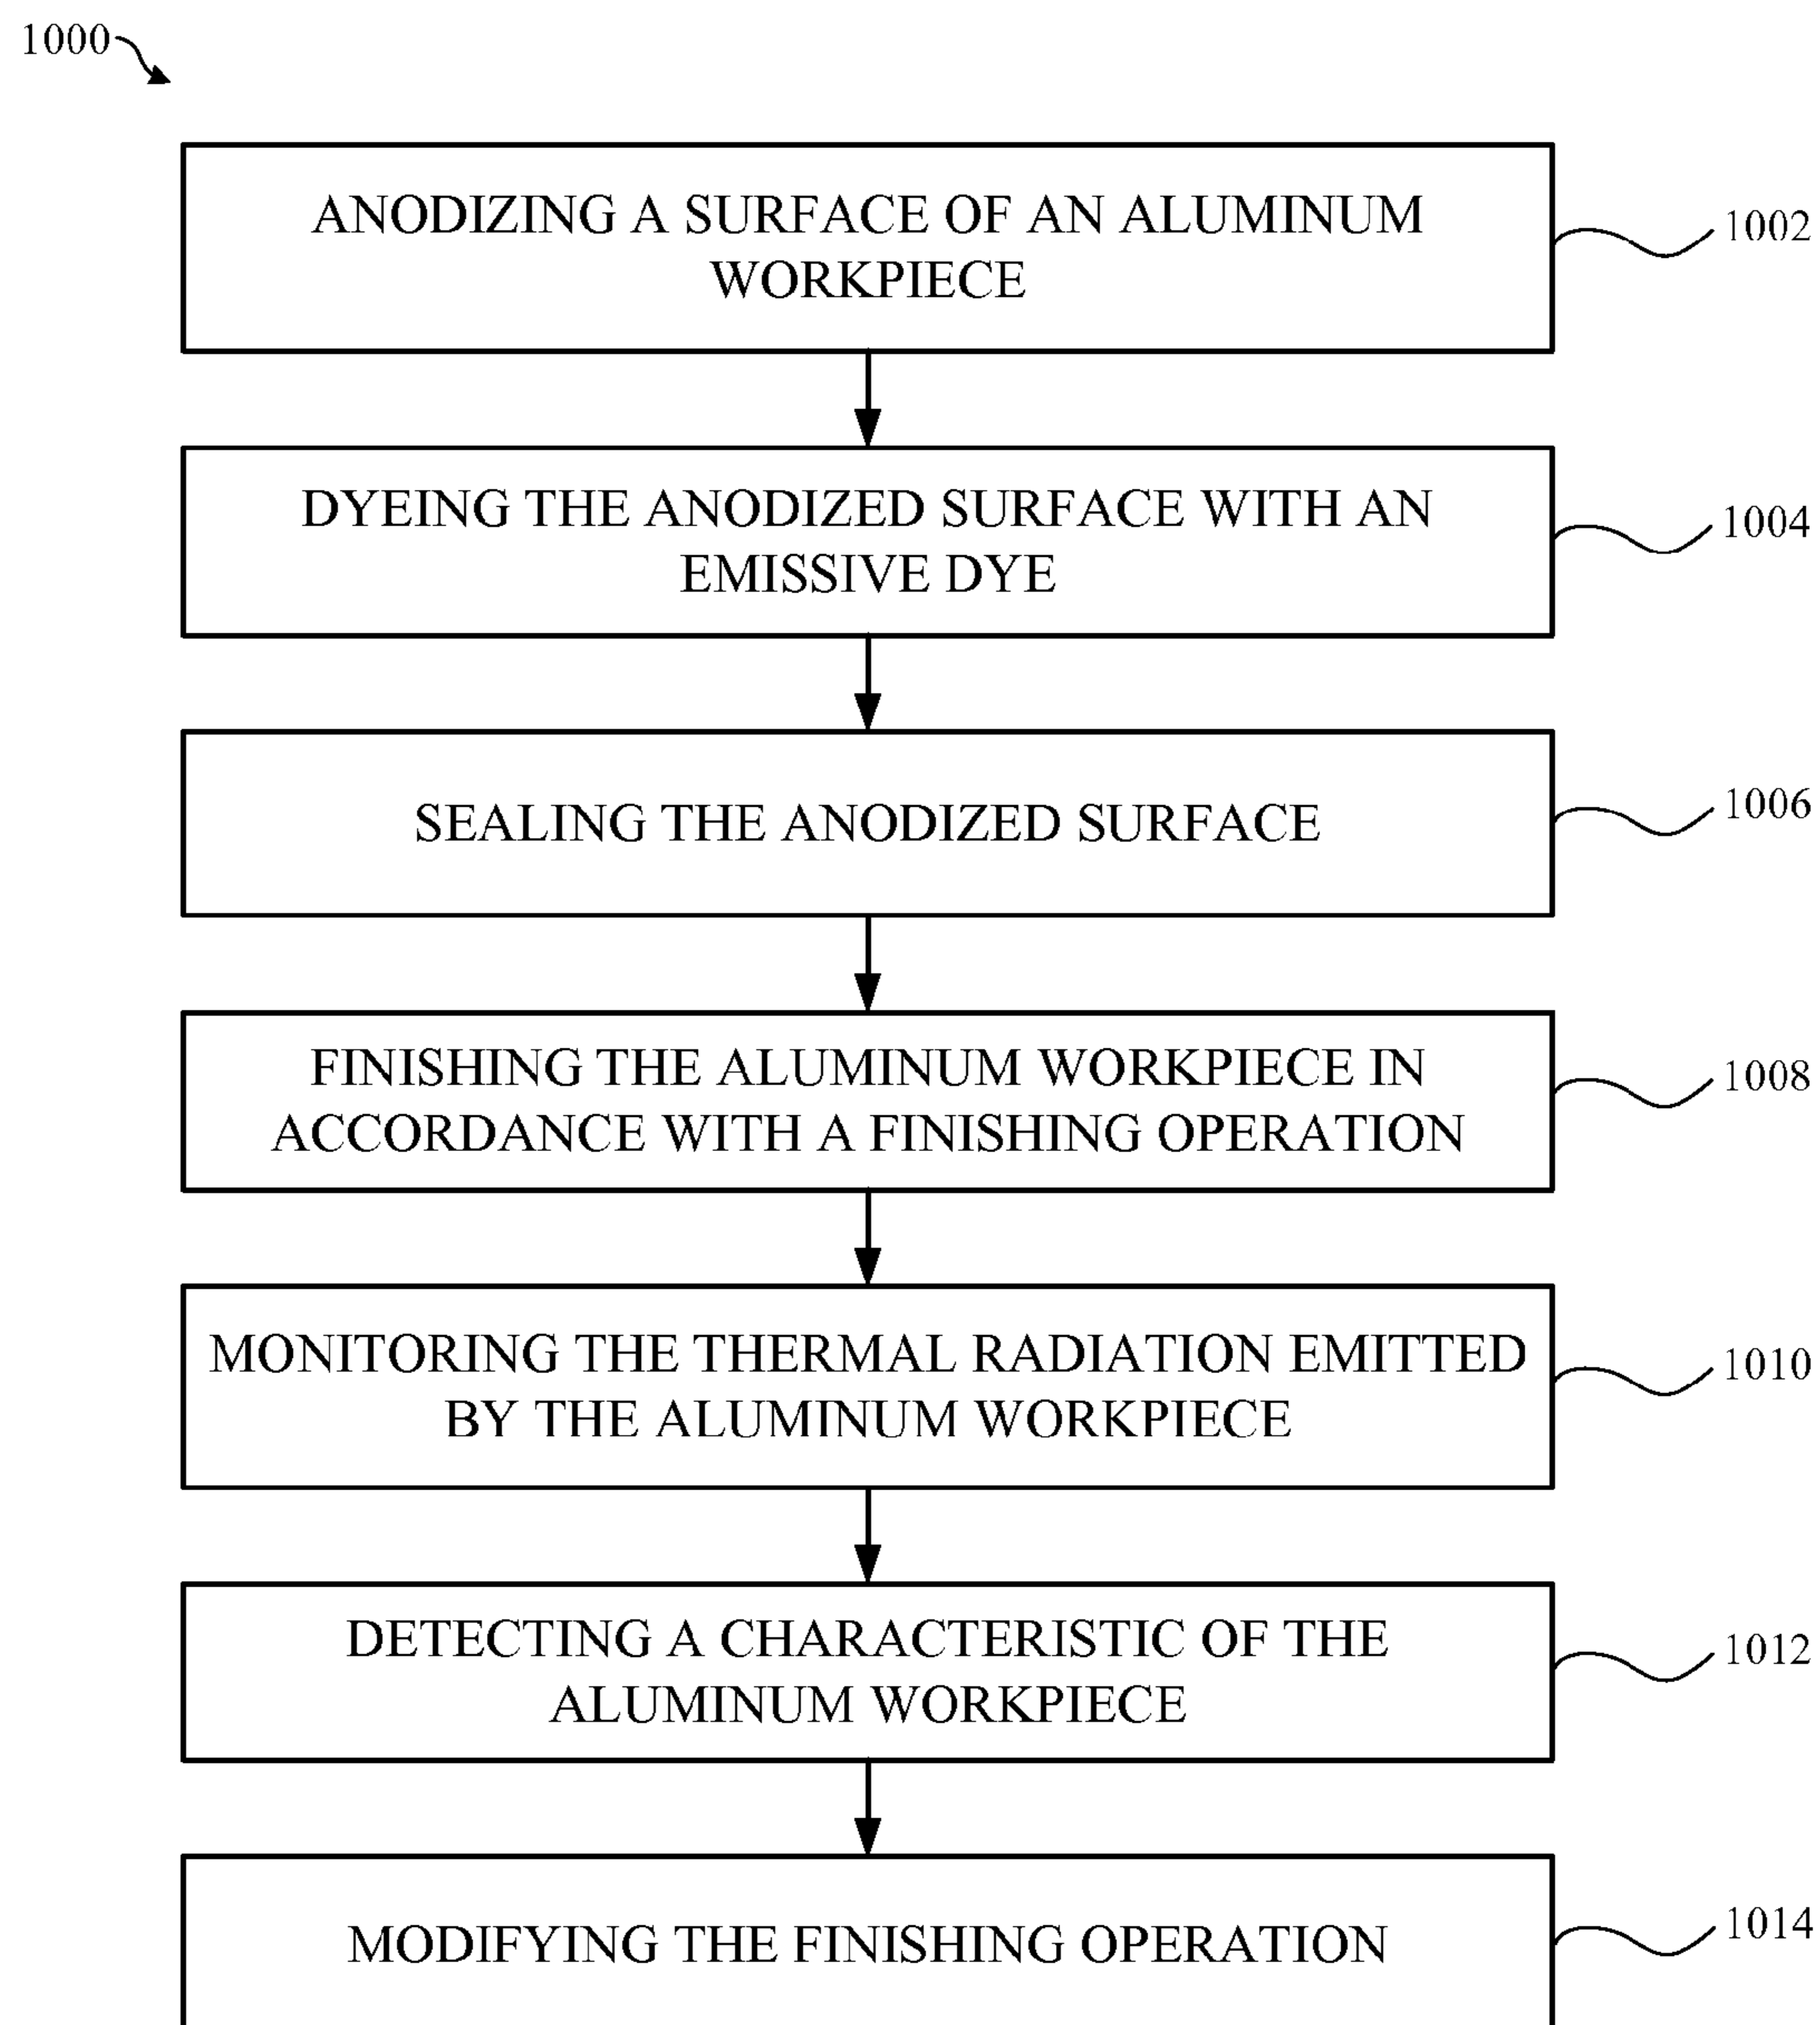 1000
ANODIZING A SURFACE OF AN ALUMINUM
WORKPIECE
1002
DYEING THE ANODIZED SURFACE WITH AN
EMISSIVE DYE
1004
SEALING THE ANODIZED SURFACE
1006
FINISHING THE ALUMINUM WORKPIECE IN
ACCORDANCE WITH A FINISHING OPERATION
1008
MONITORING THE THERMAL RADIATION EMITTED
BY THE ALUMINUM WORKPIECE
1010
DETECTING A CHARACTERISTIC OF THE
ALUMINUM WORKPIECE
1012
MODIFYING THE FINISHING OPERATION
1014